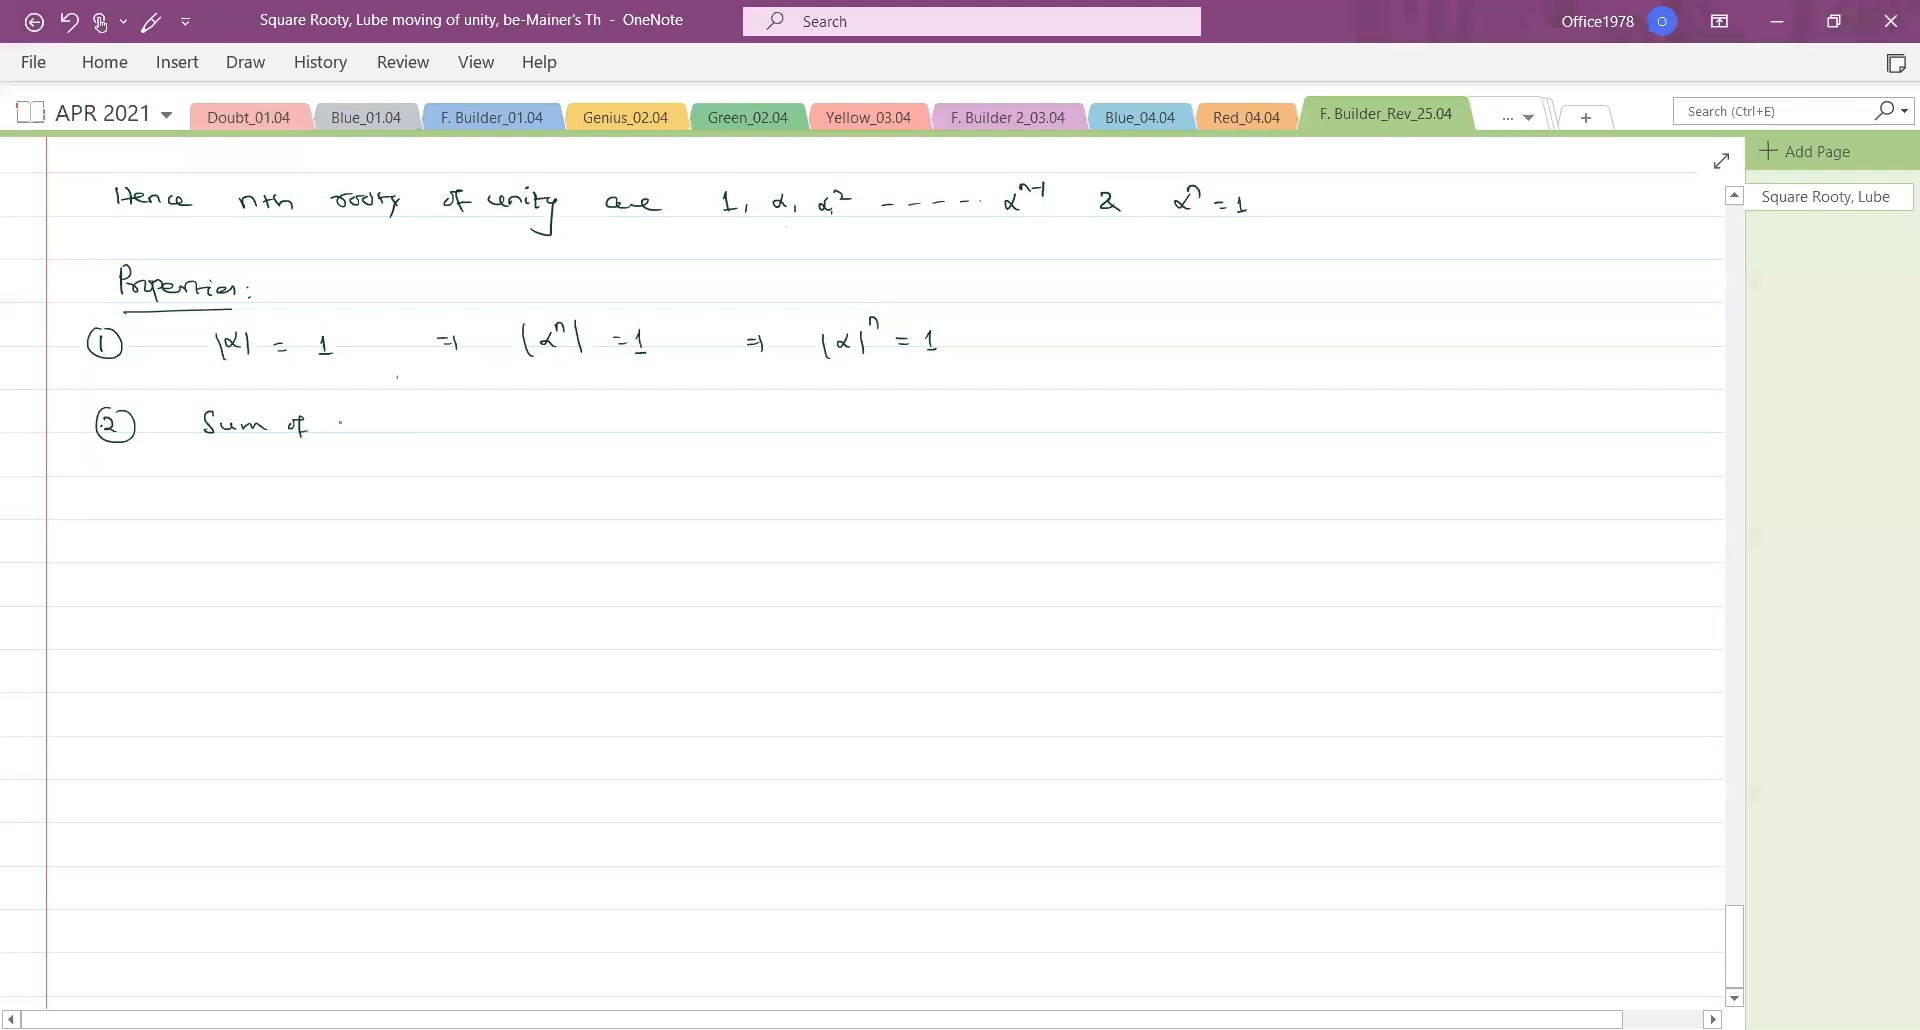 Square Rooty, Lube moving of unity, be-Mainer's Th - OneNote
Search
Office1978
O
File Home Insert Draw History Review View Help
APR 2021
Doubt_01.04
Blue_01.04
F. Builder_01.04
Genius_02.04
Green_02.04
Yellow_03.04
F. Builder 2_03.04
Blue_04.04
Red_04.04
F. Builder_Rev_25.04
...
+
Search (Ctrl+E)
+ Add Page
Square Rooty, Lube
Hence nth roots of unity are 1, α, α² ------ αⁿ⁻¹ & αⁿ = 1
Properties:
① |α| = 1 ⇒ |αⁿ| = 1 ⇒ |α|ⁿ = 1
② Sum of